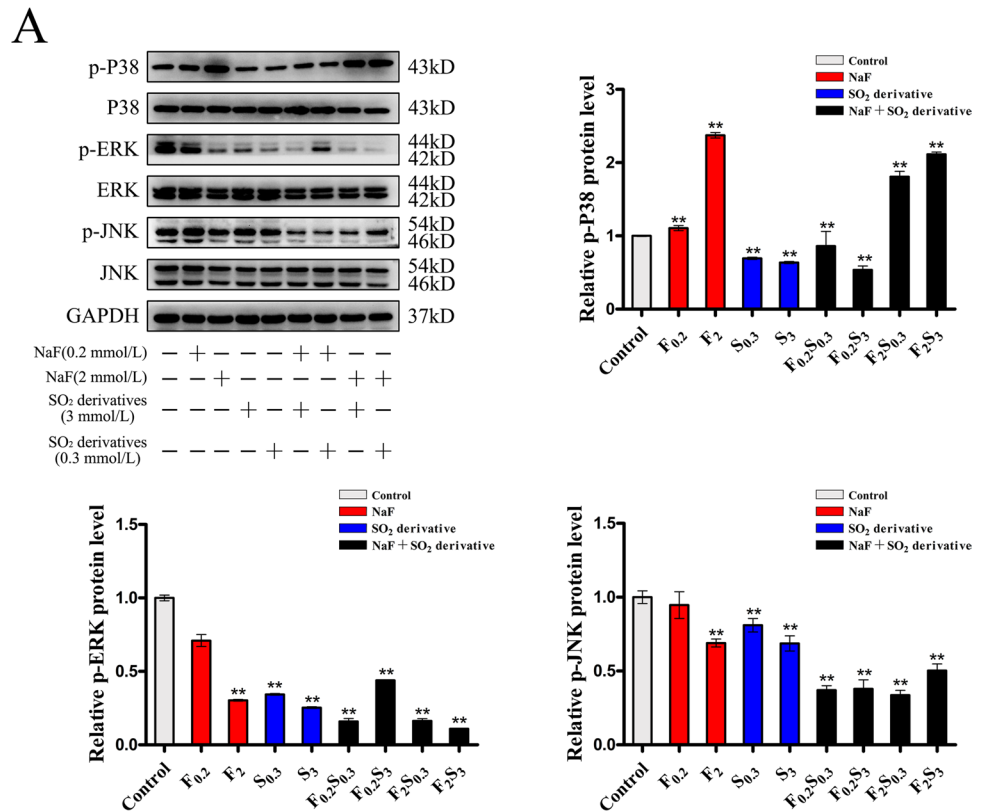 A
p-P38 43kD
P38 43kD
p-ERK 44kD
42kD
ERK 44kD
42kD
p-JNK 54kD
46kD
JNK 54kD
46kD
GAPDH 37kD
NaF(0.2 mmol/L) − + − − − + + − −
NaF(2 mmol/L) − − + − − − − + +
SO₂ derivatives
(3 mmol/L) − − − + − + − + −
SO₂ derivatives
(0.3 mmol/L) − − − − + − + − +
Control
NaF
SO₂ derivative
NaF+SO₂ derivative
Relative p-P38 protein level
3
2
1
0
** ** ** ** ** ** ** **
Control F₀.₂ F₂ S₀.₃ S₃ F₀.₂S₀.₃ F₀.₂S₃ F₂S₀.₃ F₂S₃
Control
NaF
SO₂ derivative
NaF+SO₂ derivative
Relative p-ERK protein level
1.5
1.0
0.5
0.0
** ** ** ** ** ** **
Control F₀.₂ F₂ S₀.₃ S₃ F₀.₂S₀.₃ F₀.₂S₃ F₂S₀.₃ F₂S₃
Control
NaF
SO₂ derivative
NaF+SO₂ derivative
Relative p-JNK protein level
1.5
1.0
0.5
0.0
** ** ** ** ** ** **
Control F₀.₂ F₂ S₀.₃ S₃ F₀.₂S₀.₃ F₀.₂S₃ F₂S₀.₃ F₂S₃